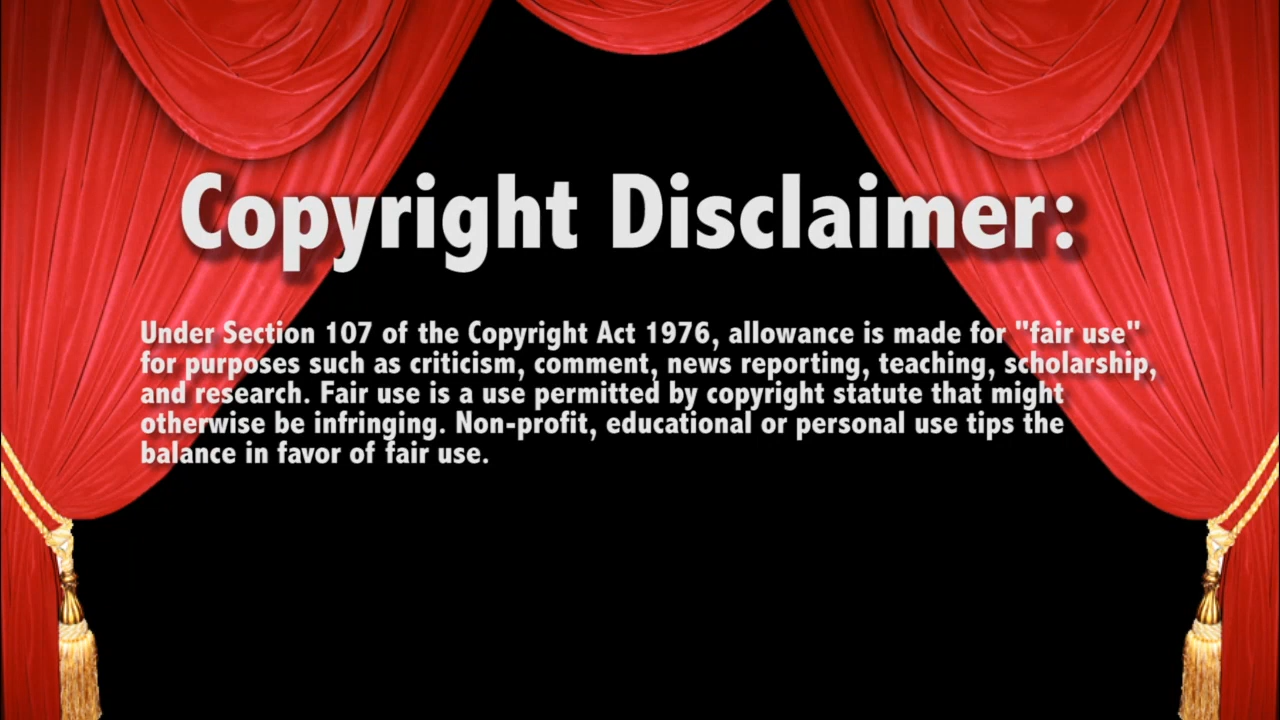 Copyright Disclaimer:
Under Section 107 of the Copyright Act 1976, allowance is made for "fair use"
for purposes such as criticism, comment, news reporting, teaching, scholarship,
and research. Fair use is a use permitted by copyright statute that might
otherwise be infringing. Non-profit, educational or personal use tips the
balance in favor of fair use.